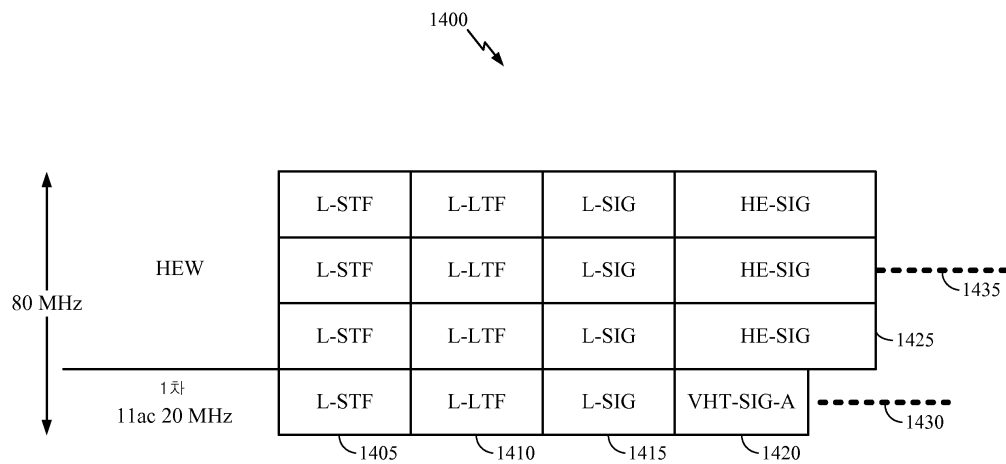 1400
L-STF L-LTF L-SIG HE-SIG
HEW
L-STF L-LTF L-SIG HE-SIG
1435
80 MHz
L-STF L-LTF L-SIG HE-SIG
1425
1차
11ac 20 MHz
L-STF L-LTF L-SIG VHT-SIG-A
1430
1405 1410 1415 1420